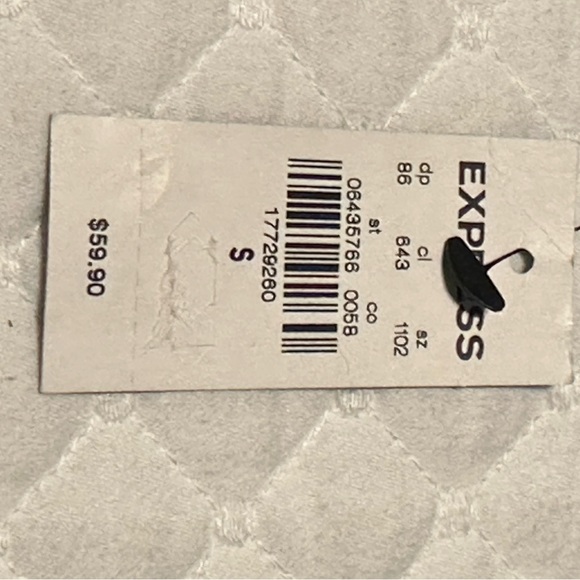 EXPRESS
dp cl sz
86 643 1102
st co
06435766 0058
17729260
S
$59.90